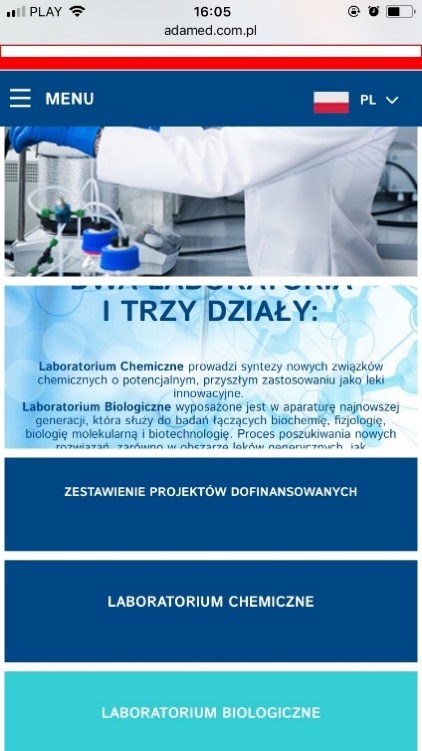 PLAY 16:05
adamed.com.pl
MENU PL
DWA LABORATORIA
I TRZY DZIAŁY:
Laboratorium Chemiczne prowadzi syntezy nowych związków
chemicznych o potencjalnym, przyszłym zastosowaniu jako leki
innowacyjne.
Laboratorium Biologiczne wyposażone jest w aparaturę najnowszej
generacji, która służy do badań łączących biochemię, fizjologię,
biologię molekularną i biotechnologię. Proces poszukiwania nowych
rozwiązań, zarówno w obszarze leków generycznych, jak
ZESTAWIENIE PROJEKTÓW DOFINANSOWANYCH
LABORATORIUM CHEMICZNE
LABORATORIUM BIOLOGICZNE